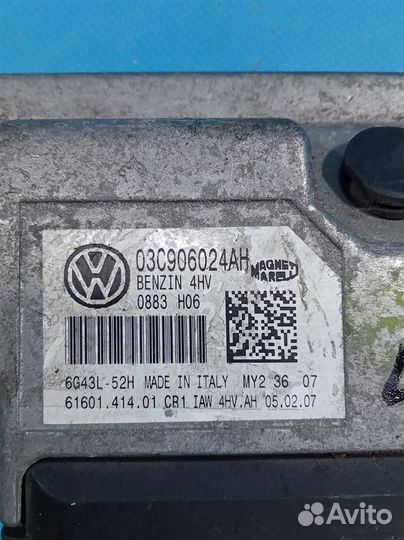 03C906024AH
MAGNETI MARELLI
BENZIN 4HV
0883 H06
6G43L-52H MADE IN ITALY MY2 36 07
61601.414.01 CR1 IAW 4HV.AH 05.02.07
Avito